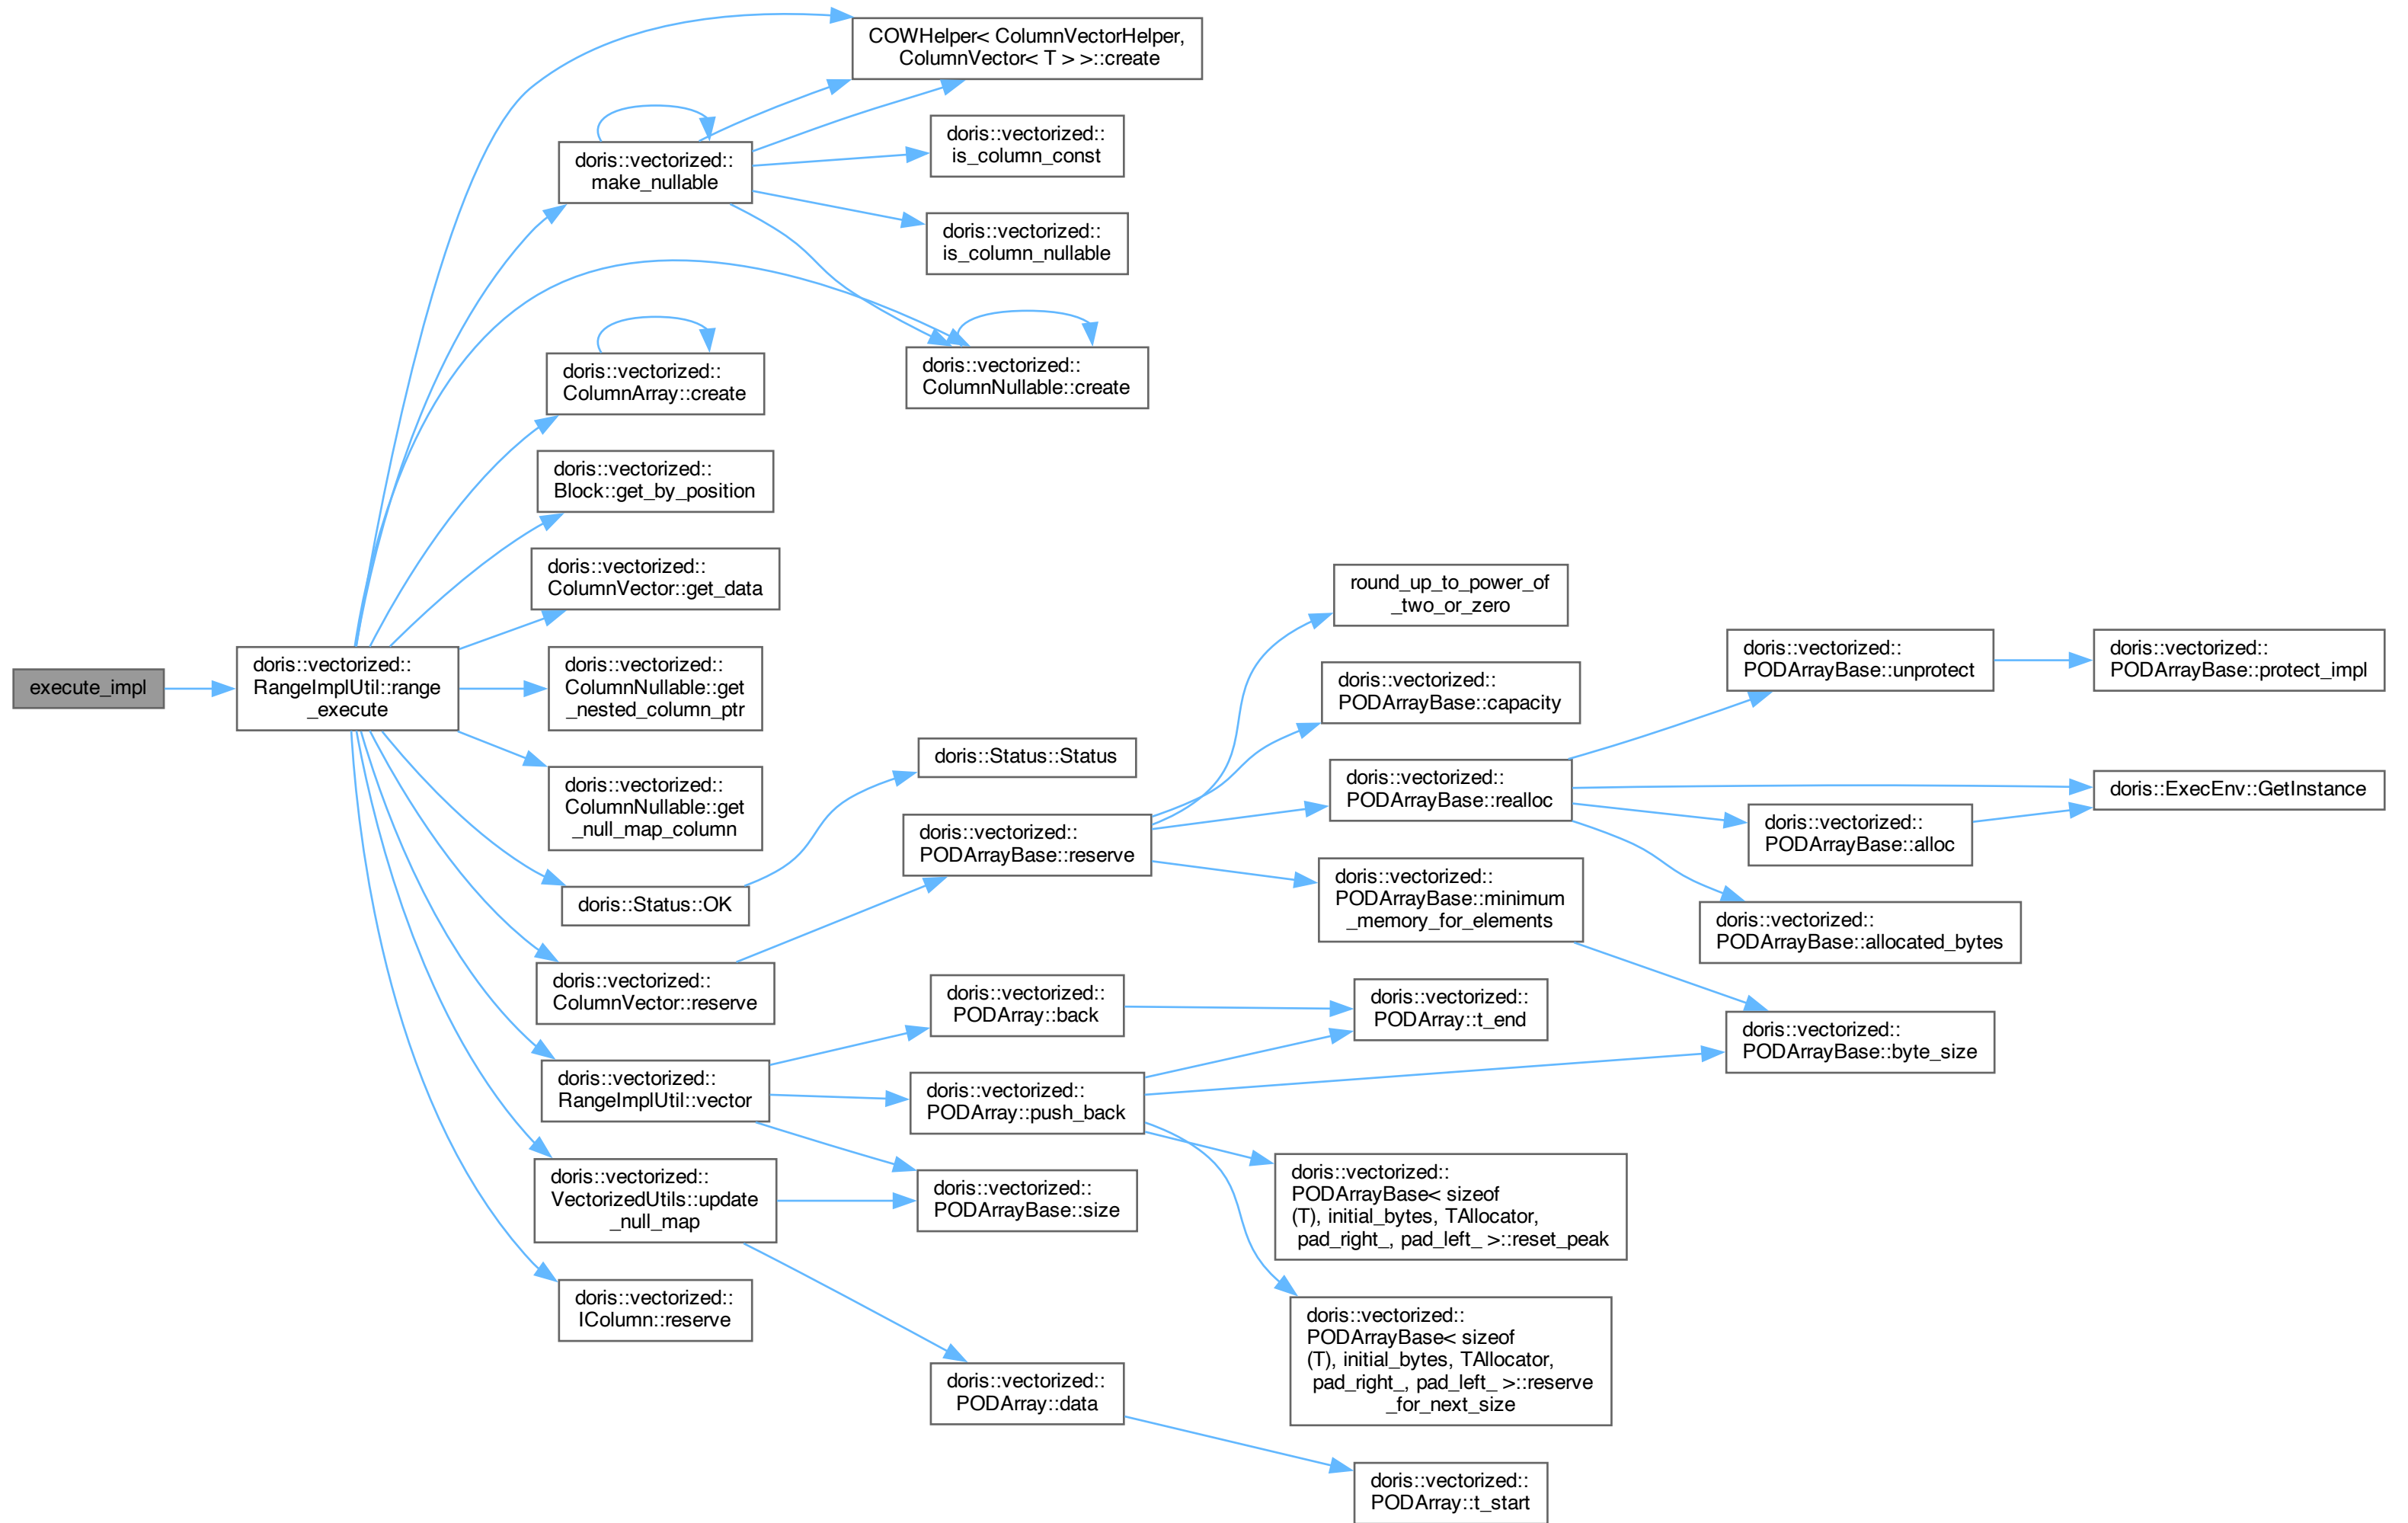 COWHelper< ColumnVectorHelper,
ColumnVector< T > >::create
doris::vectorized::
is_column_const
doris::vectorized::
make_nullable
doris::vectorized::
is_column_nullable
doris::vectorized::
ColumnArray::create
doris::vectorized::
ColumnNullable::create
doris::vectorized::
Block::get_by_position
doris::vectorized::
ColumnVector::get_data
execute_impl
doris::vectorized::
RangeImplUtil::range
_execute
doris::vectorized::
ColumnNullable::get
_nested_column_ptr
doris::vectorized::
ColumnNullable::get
_null_map_column
doris::Status::OK
doris::Status::Status
doris::vectorized::
ColumnVector::reserve
doris::vectorized::
PODArrayBase::reserve
round_up_to_power_of
_two_or_zero
doris::vectorized::
PODArrayBase::capacity
doris::vectorized::
PODArrayBase::realloc
doris::vectorized::
PODArrayBase::minimum
_memory_for_elements
doris::vectorized::
PODArrayBase::unprotect
doris::vectorized::
PODArrayBase::protect_impl
doris::ExecEnv::GetInstance
doris::vectorized::
PODArrayBase::alloc
doris::vectorized::
PODArrayBase::allocated_bytes
doris::vectorized::
PODArrayBase::byte_size
doris::vectorized::
RangeImplUtil::vector
doris::vectorized::
PODArray::back
doris::vectorized::
PODArray::t_end
doris::vectorized::
PODArray::push_back
doris::vectorized::
PODArrayBase::size
doris::vectorized::
PODArrayBase< sizeof
(T), initial_bytes, TAllocator,
pad_right_, pad_left_ >::reset_peak
doris::vectorized::
PODArrayBase< sizeof
(T), initial_bytes, TAllocator,
pad_right_, pad_left_ >::reserve
_for_next_size
doris::vectorized::
VectorizedUtils::update
_null_map
doris::vectorized::
IColumn::reserve
doris::vectorized::
PODArray::data
doris::vectorized::
PODArray::t_start